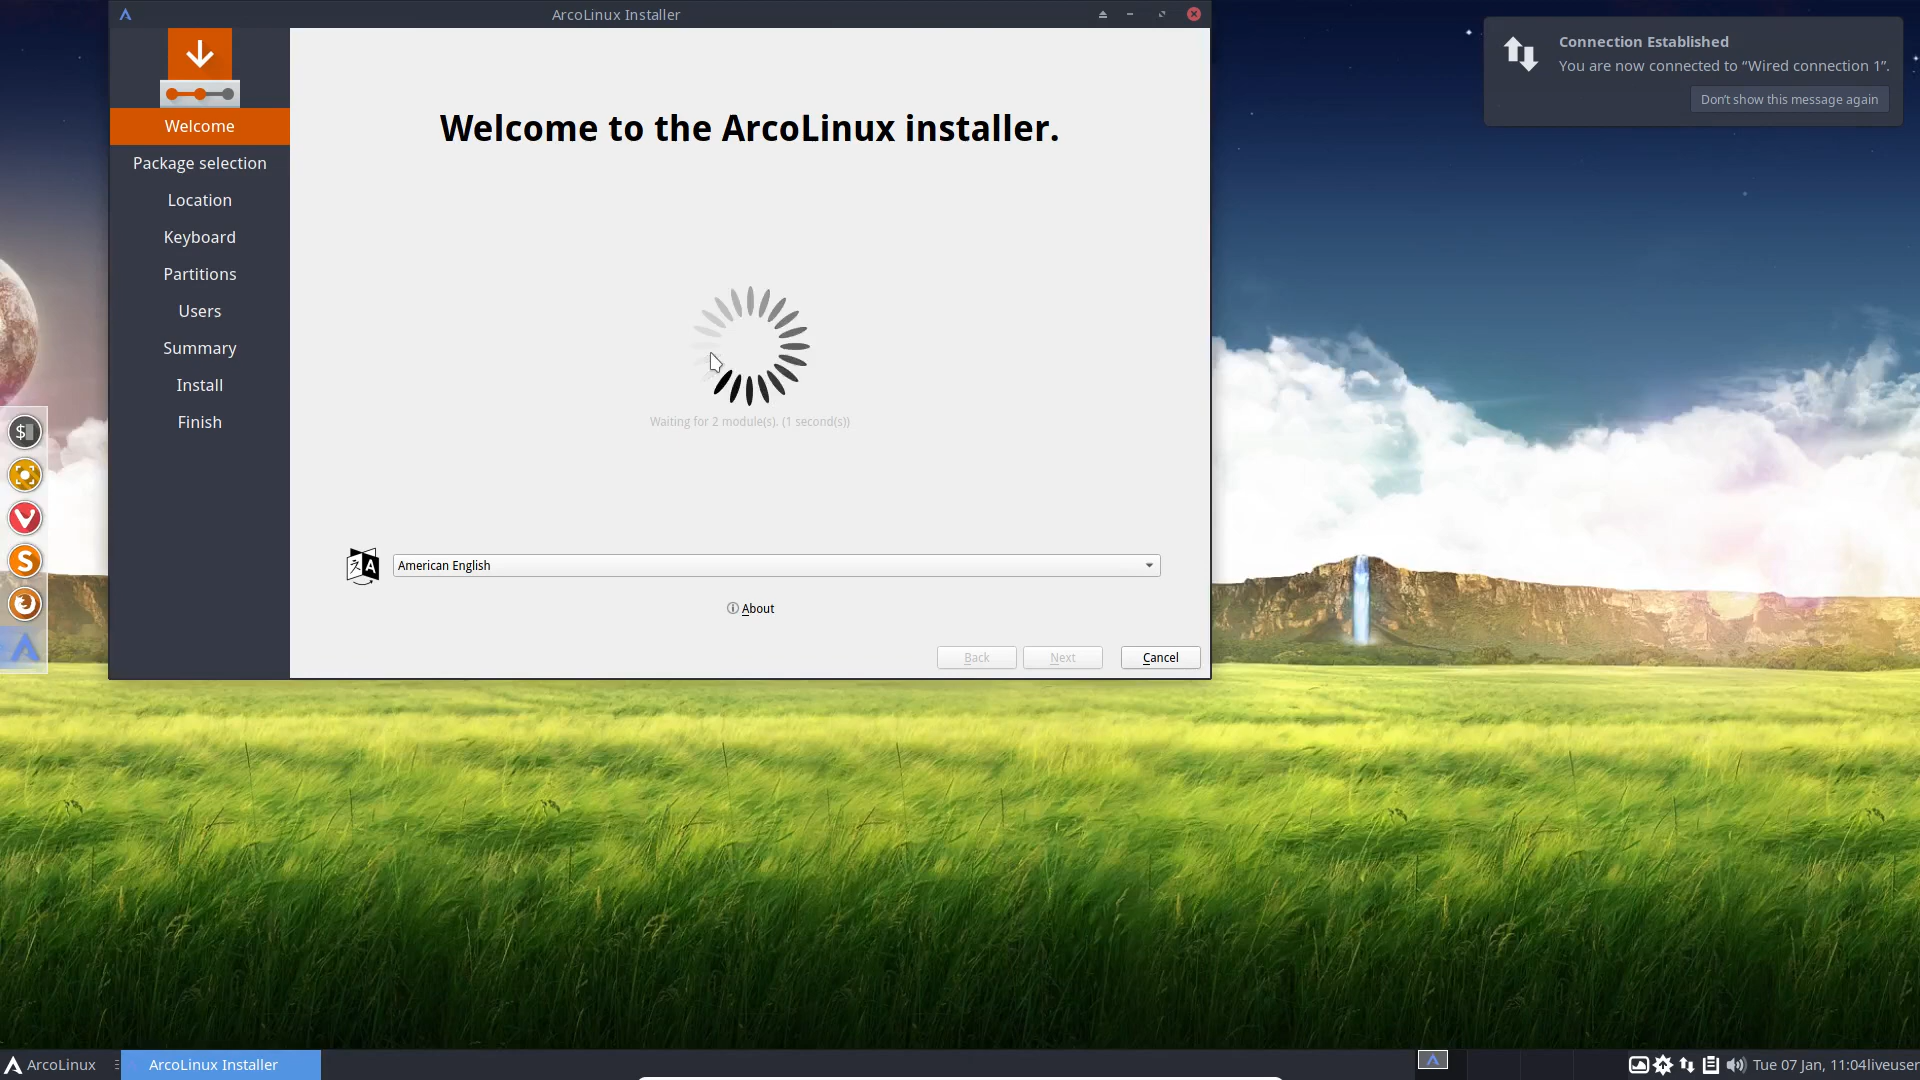 ArcoLinux Installer
Connection Established
You are now connected to “Wired connection 1”.
Don't show this message again
Welcome
Package selection
Location
Keyboard
Partitions
Users
Summary
Install
Finish
Welcome to the ArcoLinux installer.
Waiting for 2 module(s). (1 second(s))
American English
About
Back
Next
Cancel
ArcoLinux
ArcoLinux Installer
Tue 07 Jan, 11:04liveuser